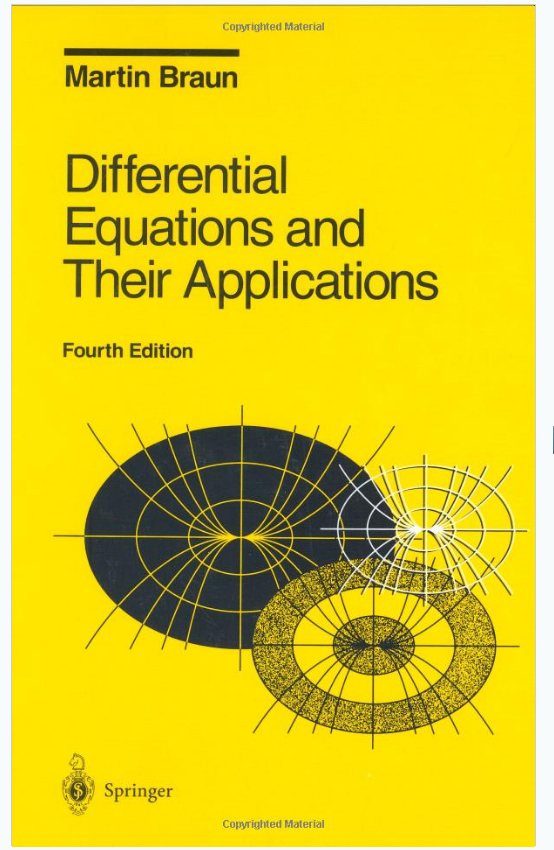 Copyrighted Material
Martin Braun
Differential
Equations and
Their Applications
Fourth Edition
Springer
Copyrighted Material